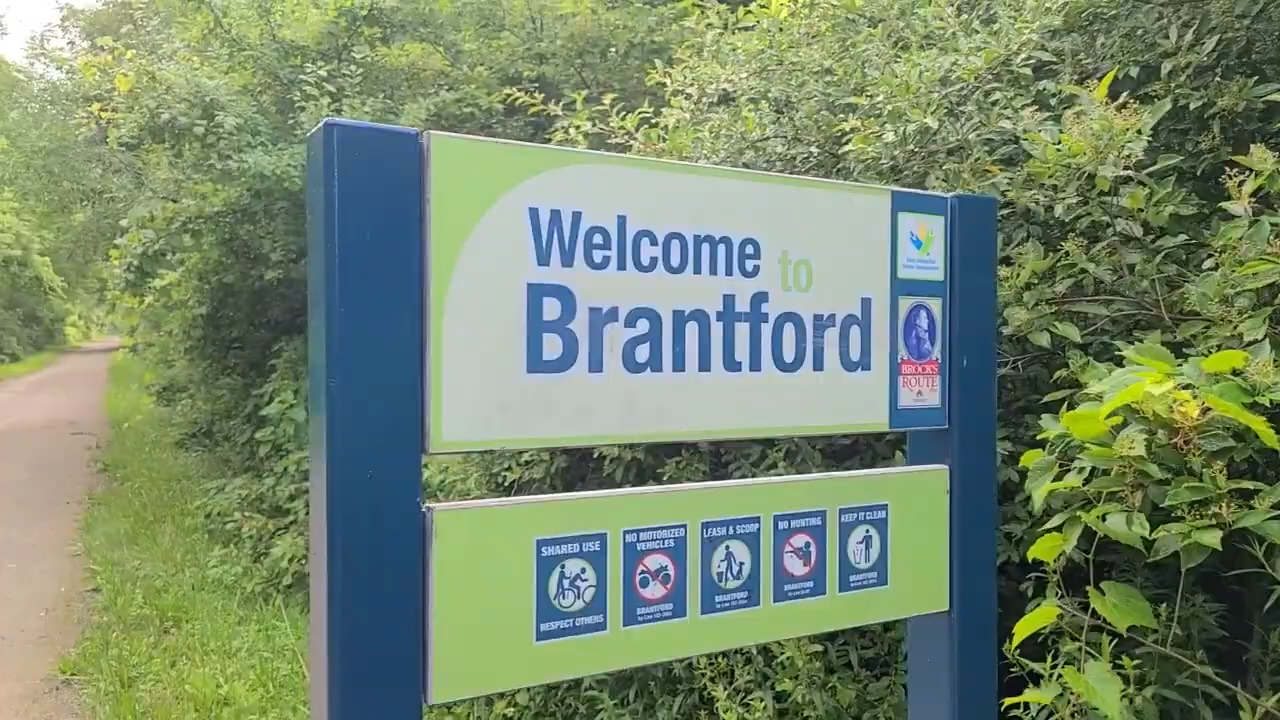 Welcome to
Brantford
BROCK'S
ROUTE
SHARED USE
RESPECT OTHERS
NO MOTORIZED
VEHICLES
BRANTFORD
LEASH & SCOOP
BRANTFORD
NO HUNTING
BRANTFORD
KEEP IT CLEAN
BRANTFORD